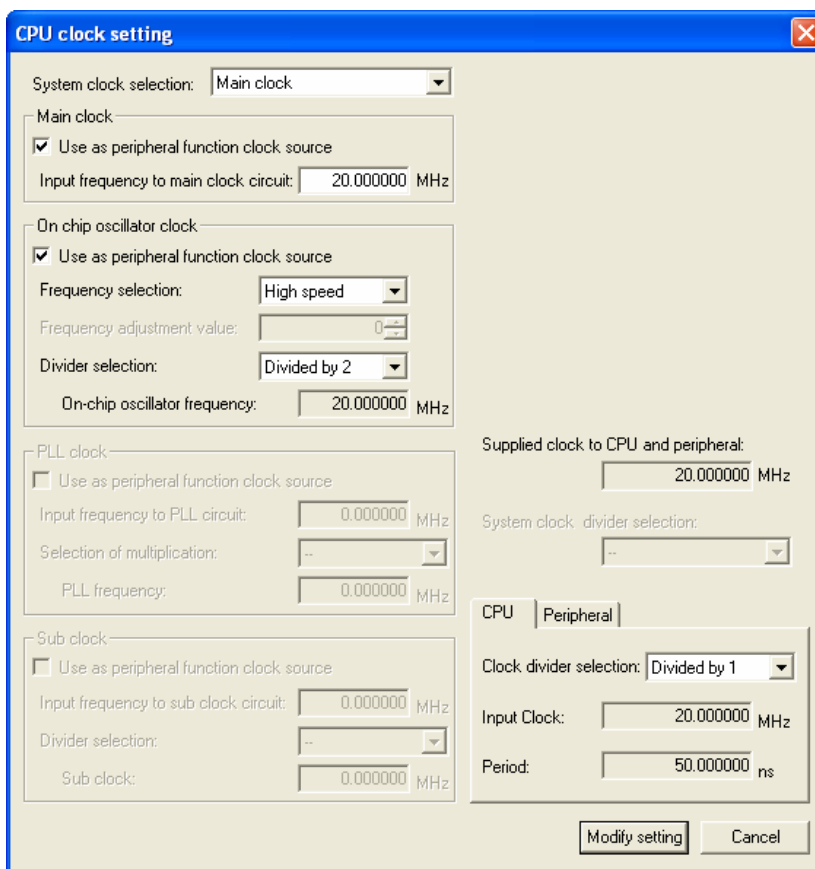 CPU clock setting
System clock selection: Main clock
Main clock
Use as peripheral function clock source
Input frequency to main clock circuit: 20.000000 MHz
On chip oscillator clock
Use as peripheral function clock source
Frequency selection: High speed
Frequency adjustment value: 0
Divider selection: Divided by 2
On-chip oscillator frequency: 20.000000 MHz
PLL clock
Use as peripheral function clock source
Input frequency to PLL circuit: 0.000000 MHz
Selection of multiplication: --
PLL frequency: 0.000000 MHz
Sub clock
Use as peripheral function clock source
Input frequency to sub clock circuit: 0.000000 MHz
Divider selection: --
Sub clock: 0.000000 MHz
Supplied clock to CPU and peripheral:
20.000000 MHz
System clock divider selection:
--
CPU Peripheral
Clock divider selection: Divided by 1
Input Clock: 20.000000 MHz
Period: 50.000000 ns
Modify setting Cancel